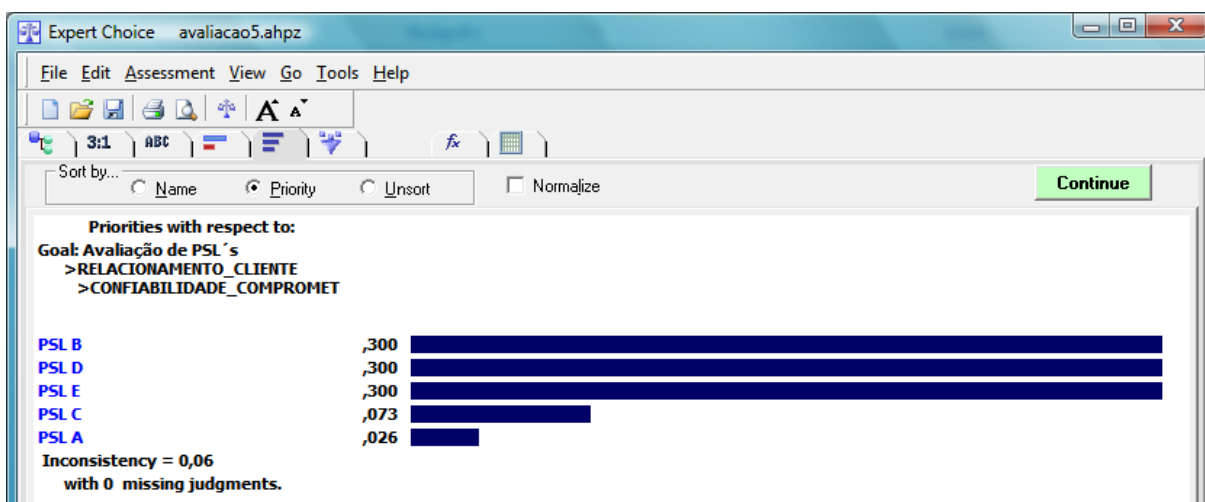 Expert Choice avaliacao5.ahpz
File Edit Assessment View Go Tools Help
A A
3:1 ABC fx
Sort by... Name Priority Unsort Normalize Continue
Priorities with respect to:
Goal: Avaliação de PSL´s
>RELACIONAMENTO_CLIENTE
>CONFIABILIDADE_COMPROMET
PSL B ,300
PSL D ,300
PSL E ,300
PSL C ,073
PSL A ,026
Inconsistency = 0,06
with 0 missing judgments.